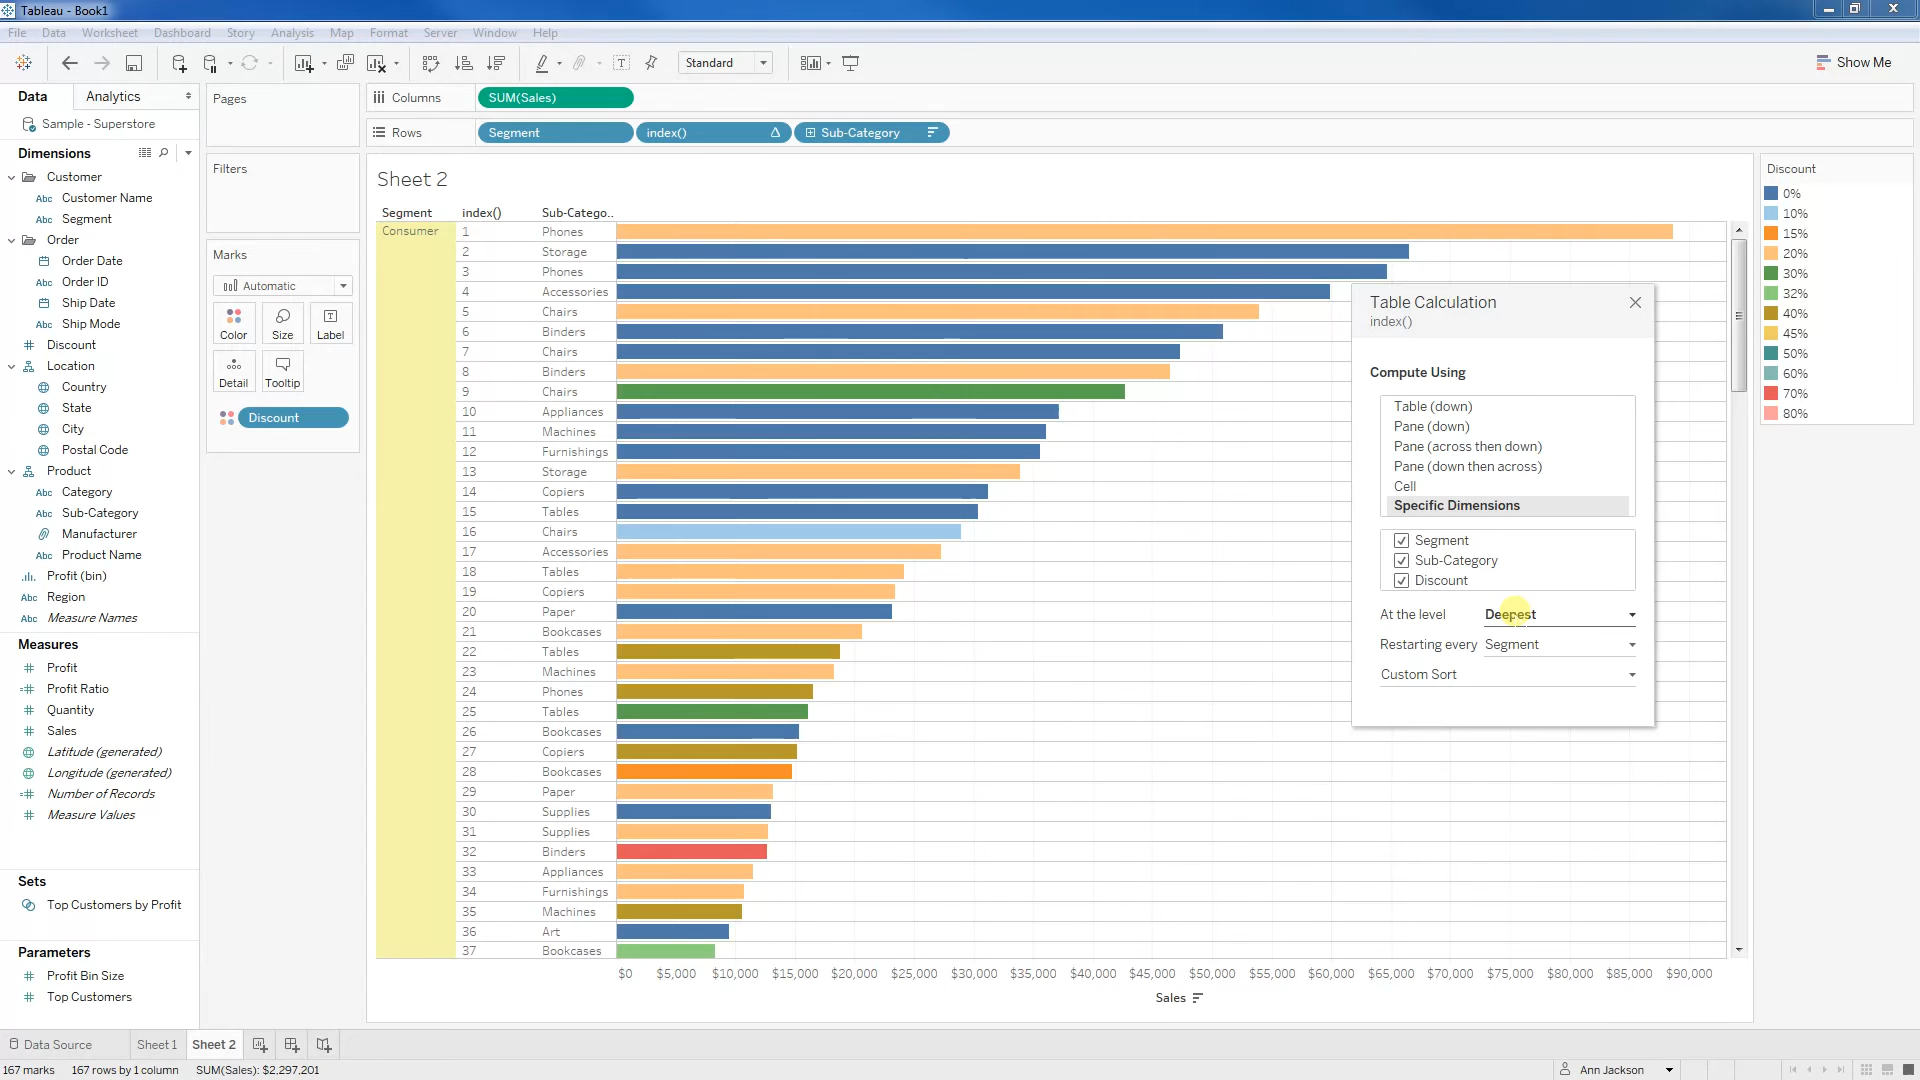 Tableau - Book1
File Data Worksheet Dashboard Story Analysis Map Format Server Window Help
Standard
Show Me
Data
Analytics
Sample - Superstore
Dimensions
Customer
Abc Customer Name
Abc Segment
Order
Order Date
Abc Order ID
Ship Date
Abc Ship Mode
Discount
Location
Country
State
City
Postal Code
Product
Abc Category
Abc Sub-Category
Manufacturer
Abc Product Name
Profit (bin)
Abc Region
Abc Measure Names
Measures
Profit
Profit Ratio
Quantity
Sales
Latitude (generated)
Longitude (generated)
Number of Records
Measure Values
Sets
Top Customers by Profit
Parameters
Profit Bin Size
Top Customers
Pages
Filters
Marks
Automatic
Color
Size
Label
Detail
Tooltip
Discount
Columns
SUM(Sales)
Rows
Segment
index()
Sub-Category
Sheet 2
Segment index() Sub-Catego..
Consumer 1 Phones
2 Storage
3 Phones
4 Accessories
5 Chairs
6 Binders
7 Chairs
8 Binders
9 Chairs
10 Appliances
11 Machines
12 Furnishings
13 Storage
14 Copiers
15 Tables
16 Chairs
17 Accessories
18 Tables
19 Copiers
20 Paper
21 Bookcases
22 Tables
23 Machines
24 Phones
25 Tables
26 Bookcases
27 Copiers
28 Bookcases
29 Paper
30 Supplies
31 Supplies
32 Binders
33 Appliances
34 Furnishings
35 Machines
36 Art
37 Bookcases
$0 $5,000 $10,000 $15,000 $20,000 $25,000 $30,000 $35,000 $40,000 $45,000 $50,000 $55,000 $60,000 $65,000 $70,000 $75,000 $80,000 $85,000 $90,000
Sales
Table Calculation
index()
Compute Using
Table (down)
Pane (down)
Pane (across then down)
Pane (down then across)
Cell
Specific Dimensions
Segment
Sub-Category
Discount
At the level Deepest
Restarting every Segment
Custom Sort
Discount
0%
10%
15%
20%
30%
32%
40%
45%
50%
60%
70%
80%
Data Source
Sheet 1
Sheet 2
167 marks 167 rows by 1 column SUM(Sales): $2,297,201
Ann Jackson